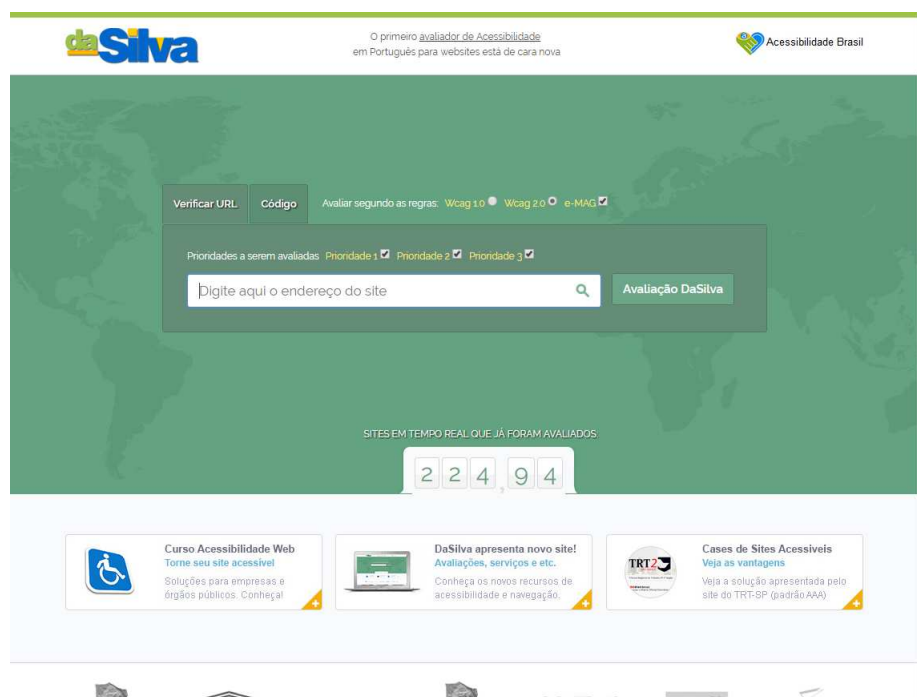 daSilva
O primeiro avaliador de Acessibilidade
em Português para websites está de cara nova
Acessibilidade Brasil
Verificar URL
Código
Avaliar segundo as regras: Wcag 1.0 Wcag 2.0 e-MAG
Prioridades a serem avaliadas Prioridade 1 Prioridade 2 Prioridade 3
Digite aqui o endereço do site
Avaliação DaSilva
SITES EM TEMPO REAL QUE JÁ FORAM AVALIADOS
224,94
Curso Acessibilidade Web
Torne seu site acessível
Soluções para empresas e
órgãos públicos. Conheça!
DaSilva apresenta novo site!
Avaliações, serviços e etc.
Conheça os novos recursos de
acessibilidade e navegação.
TRT2
Cases de Sites Acessíveis
Veja as vantagens
Veja a solução apresentada pelo
site do TRT-SP (padrão AAA)